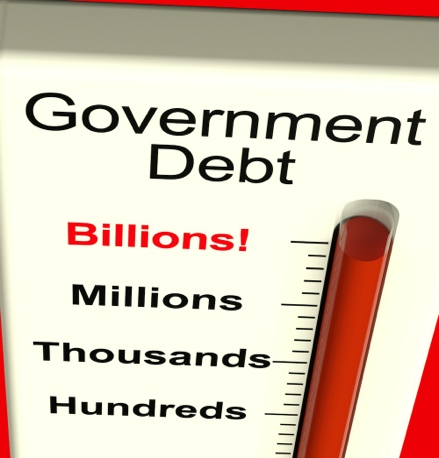 Government
Debt
Billions!
Millions
Thousands
Hundreds